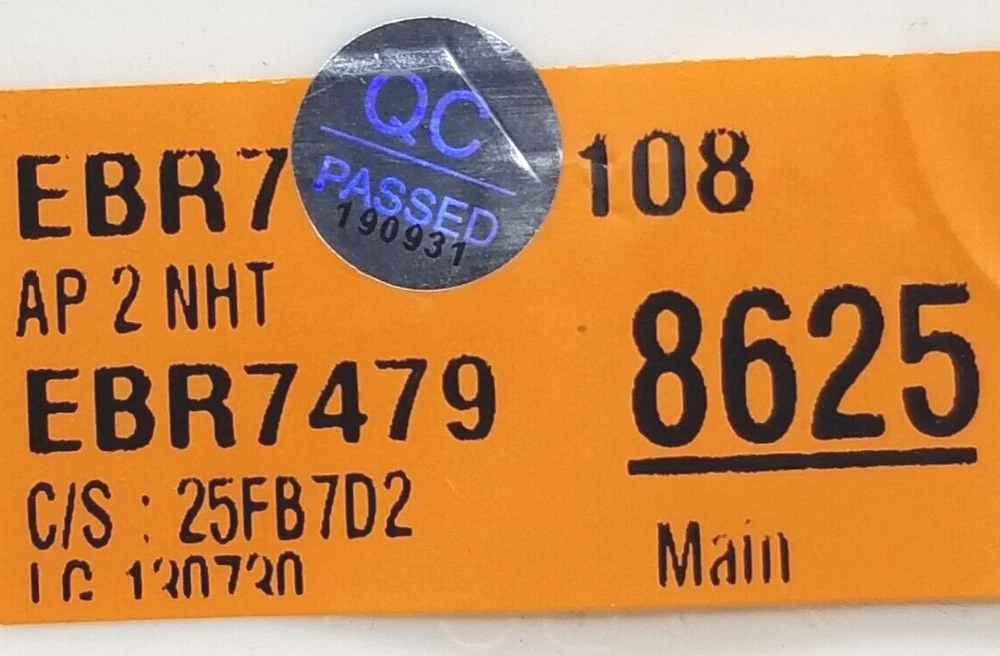 QC
PASSED
190931
EBR7 108
AP 2 NHT
EBR7479 8625
C/S : 25FB7D2
Main